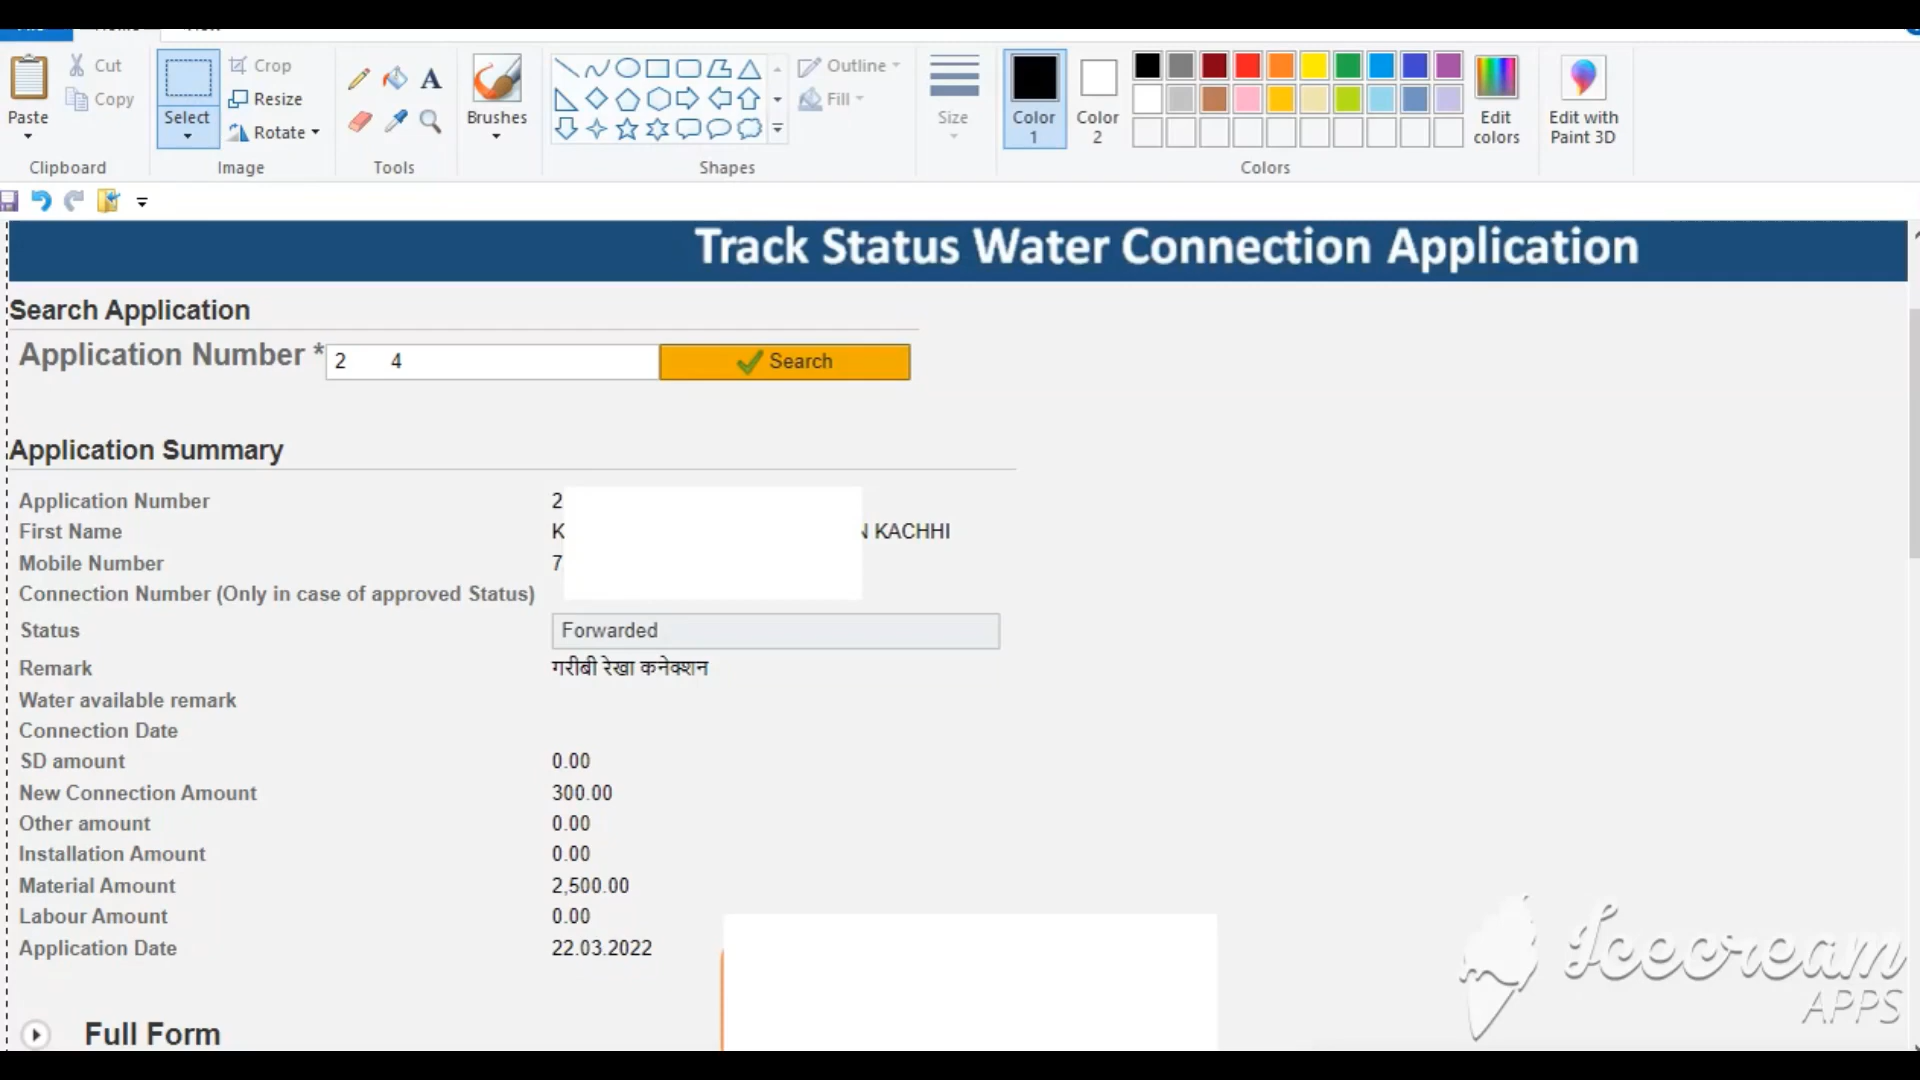 Cut
Crop
Outline
Copy
Resize
Fill
Paste
Select
Rotate
Brushes
Size
Color 1
Color 2
Edit colors
Edit with Paint 3D
Clipboard
Image
Tools
Shapes
Colors
Track Status Water Connection Application
Search Application
Application Number * 2 4 Search
Application Summary
Application Number 2
First Name K KACHHI
Mobile Number 7
Connection Number (Only in case of approved Status)
Status Forwarded
Remark गरीबी रेखा कनेक्शन
Water available remark
Connection Date
SD amount 0.00
New Connection Amount 300.00
Other amount 0.00
Installation Amount 0.00
Material Amount 2,500.00
Labour Amount 0.00
Application Date 22.03.2022
Full Form
Icecream
APPS